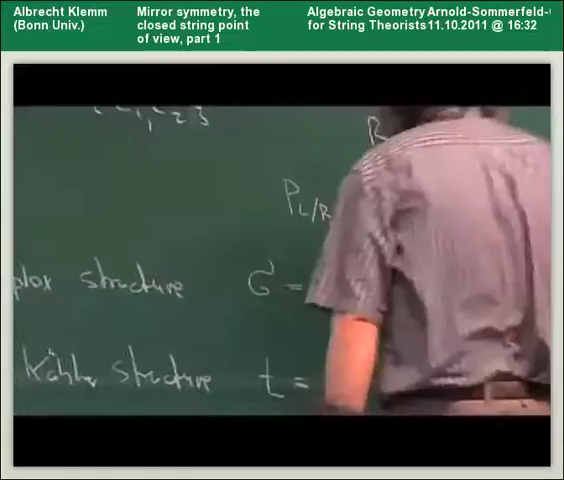 Albrecht Klemm
(Bonn Univ.)
Mirror symmetry, the
closed string point
of view, part 1
Algebraic Geometry
for String Theorists
Arnold-Sommerfeld-
11.10.2011 @ 16:32
R
P_{L/R}
plex structure
σ =
Kähler structure
t =